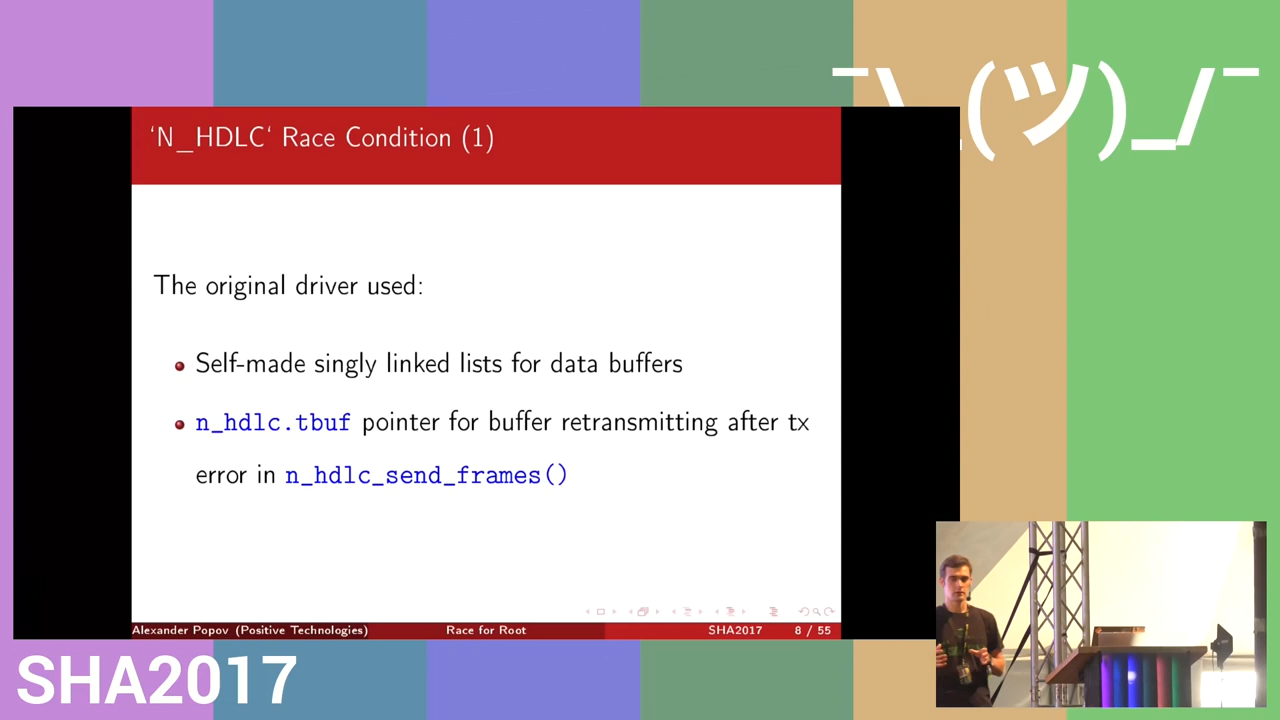 ¯\_(ツ)_/¯
‘N_HDLC‘ Race Condition (1)
The original driver used:
Self-made singly linked lists for data buffers
n_hdlc.tbuf pointer for buffer retransmitting after tx
error in n_hdlc_send_frames()
Alexander Popov (Positive Technologies) Race for Root SHA2017 8 / 55
SHA2017